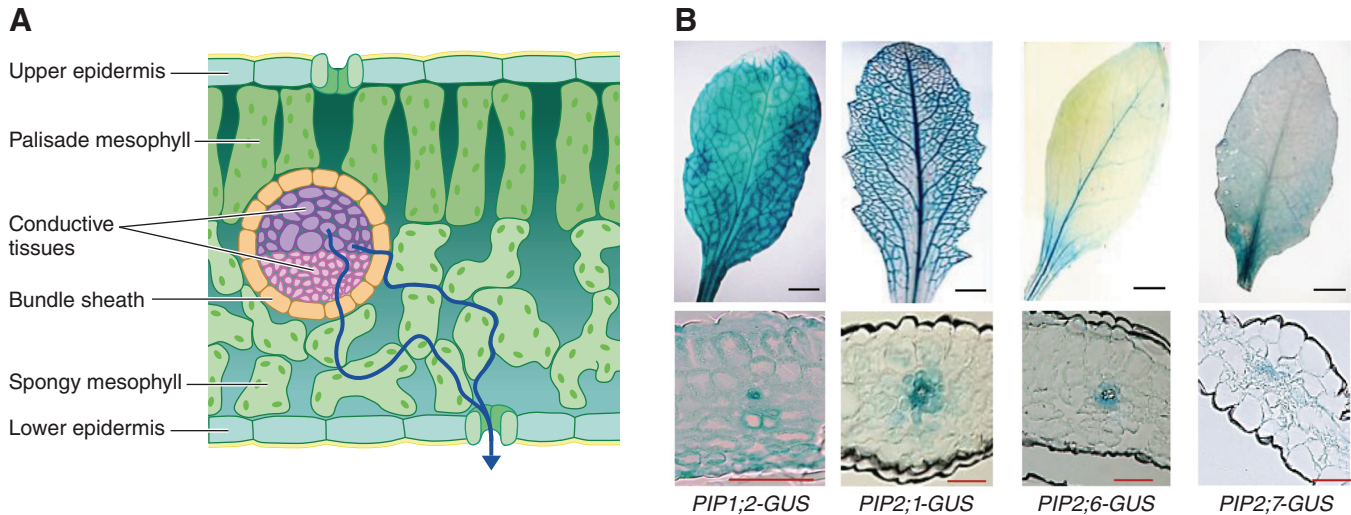 A
Upper epidermis
Palisade mesophyll
Conductive
tissues
Bundle sheath
Spongy mesophyll
Lower epidermis
B
PIP1;2-GUS
PIP2;1-GUS
PIP2;6-GUS
PIP2;7-GUS